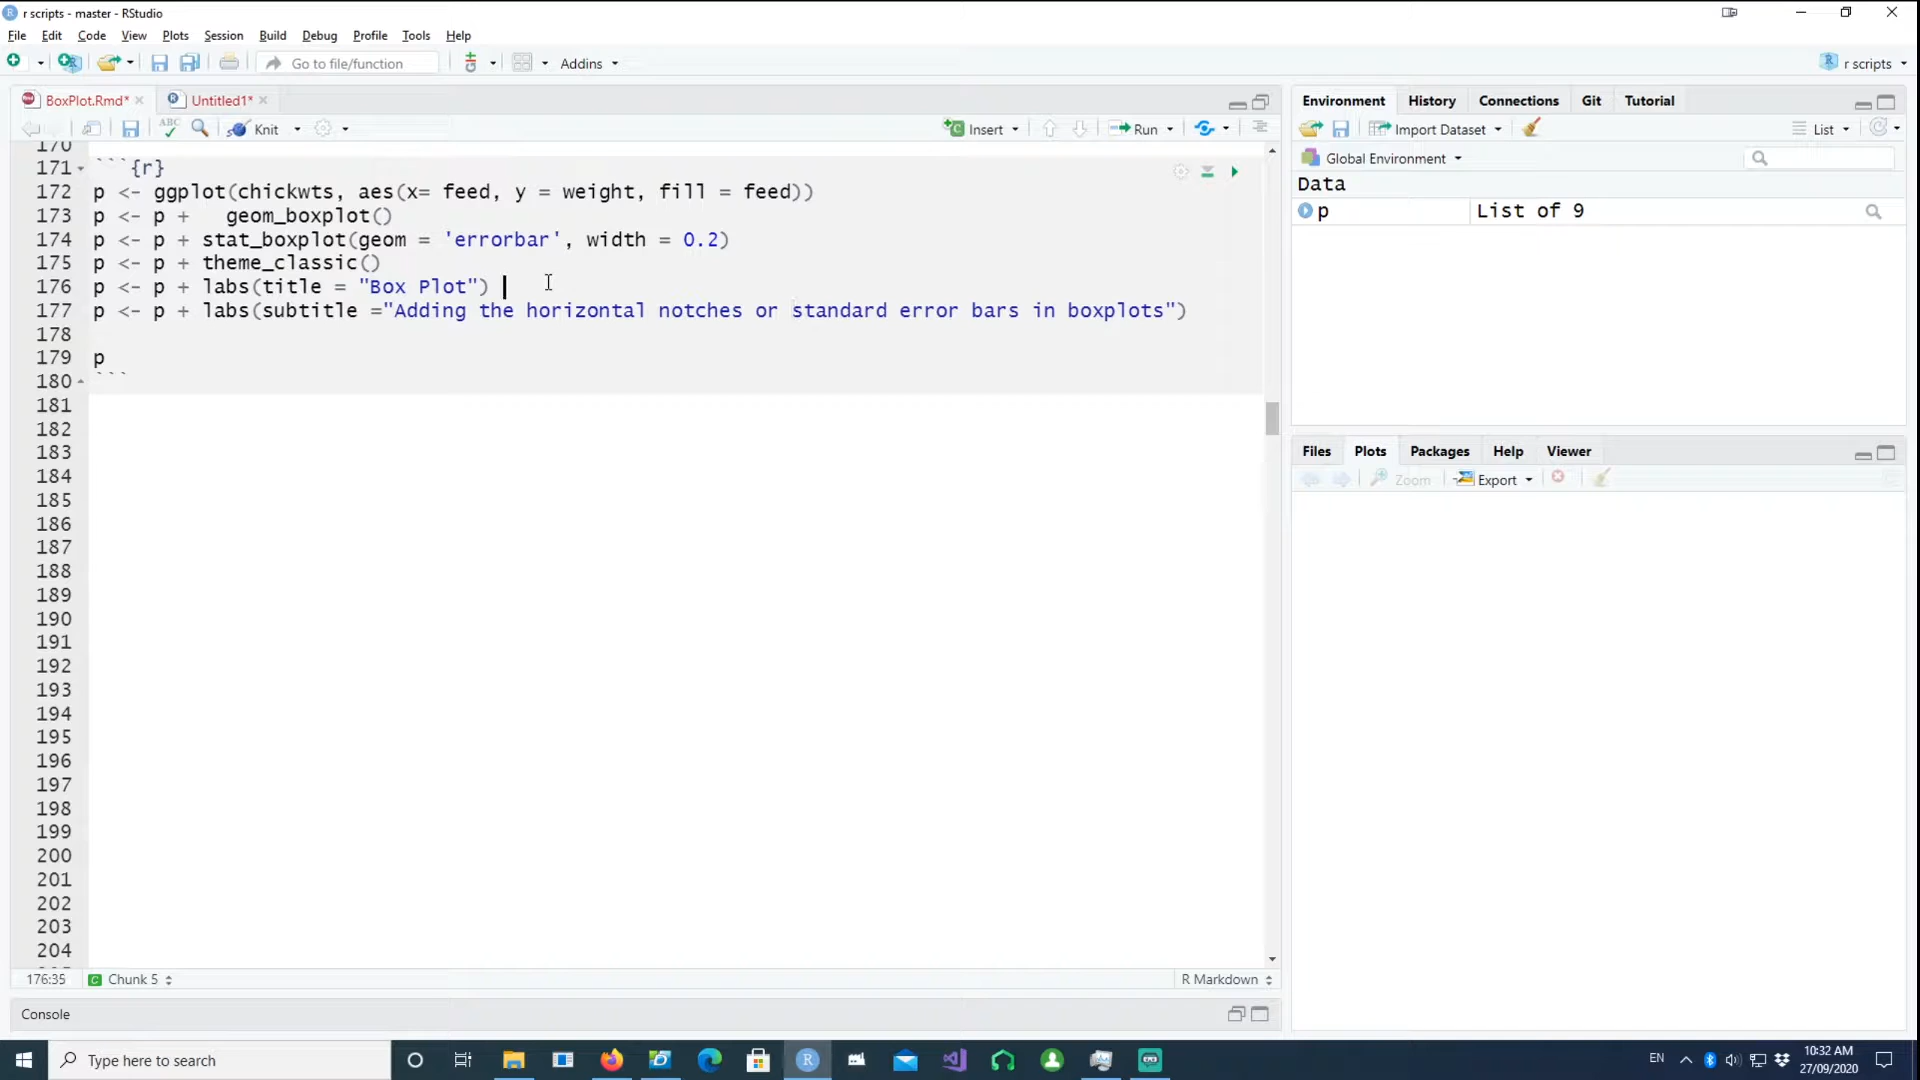 r scripts - master - RStudio
File Edit Code View Plots Session Build Debug Profile Tools Help
Go to file/function Addins r scripts
BoxPlot.Rmd* Untitled1*
ABC Knit Insert Run
170
171 ```{r}
172 p <- ggplot(chickwts, aes(x= feed, y = weight, fill = feed))
173 p <- p +   geom_boxplot()
174 p <- p + stat_boxplot(geom = 'errorbar', width = 0.2)
175 p <- p + theme_classic()
176 p <- p + labs(title = "Box Plot")
177 p <- p + labs(subtitle ="Adding the horizontal notches or standard error bars in boxplots")
178
179 p
180 ```
181
182
183
184
185
186
187
188
189
190
191
192
193
194
195
196
197
198
199
200
201
202
203
204
176:35 Chunk 5 R Markdown
Console
Environment History Connections Git Tutorial
Import Dataset List
Global Environment
Data
p List of 9
Files Plots Packages Help Viewer
Zoom Export
Type here to search
EN
10:32 AM
27/09/2020